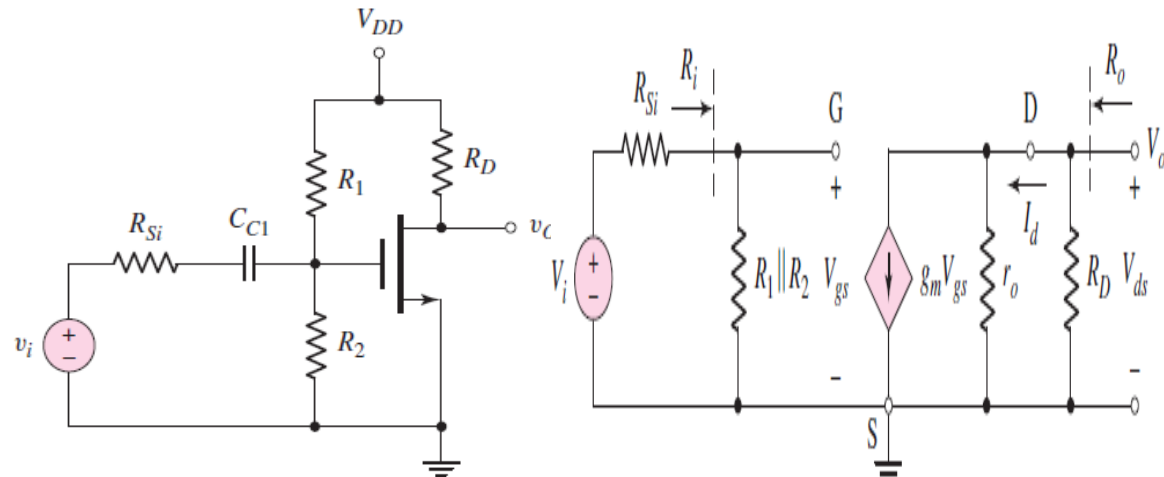 V_DD
R_1
R_D
R_Si
C_C1
v_i
+
−
R_2
R_Si
R_i
G
D
R_o
V_o
+
+
I_d
V_i
+
−
R_1||R_2
V_gs
g_mV_gs
r_o
R_D
V_ds
-
-
S